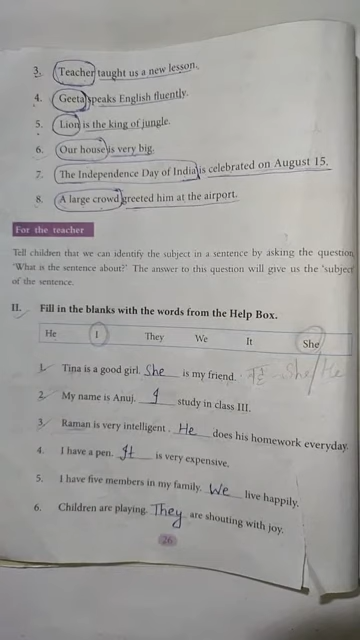 3. Teacher taught us a new lesson.
4. Geeta speaks English fluently.
5. Lion is the king of jungle.
6. Our house is very big.
7. The Independence Day of India is celebrated on August 15.
8. A large crowd greeted him at the airport.
For the teacher
Tell children that we can identify the subject in a sentence by asking the question
'What is the sentence about?' The answer to this question will give us the 'subject
of the sentence.
II. Fill in the blanks with the words from the Help Box.
He I They We It She
1. Tina is a good girl. She is my friend. She/He
2. My name is Anuj. I study in class III.
3. Raman is very intelligent. He does his homework everyday.
4. I have a pen. It is very expensive.
5. I have five members in my family. We live happily.
6. Children are playing. They are shouting with joy.
26